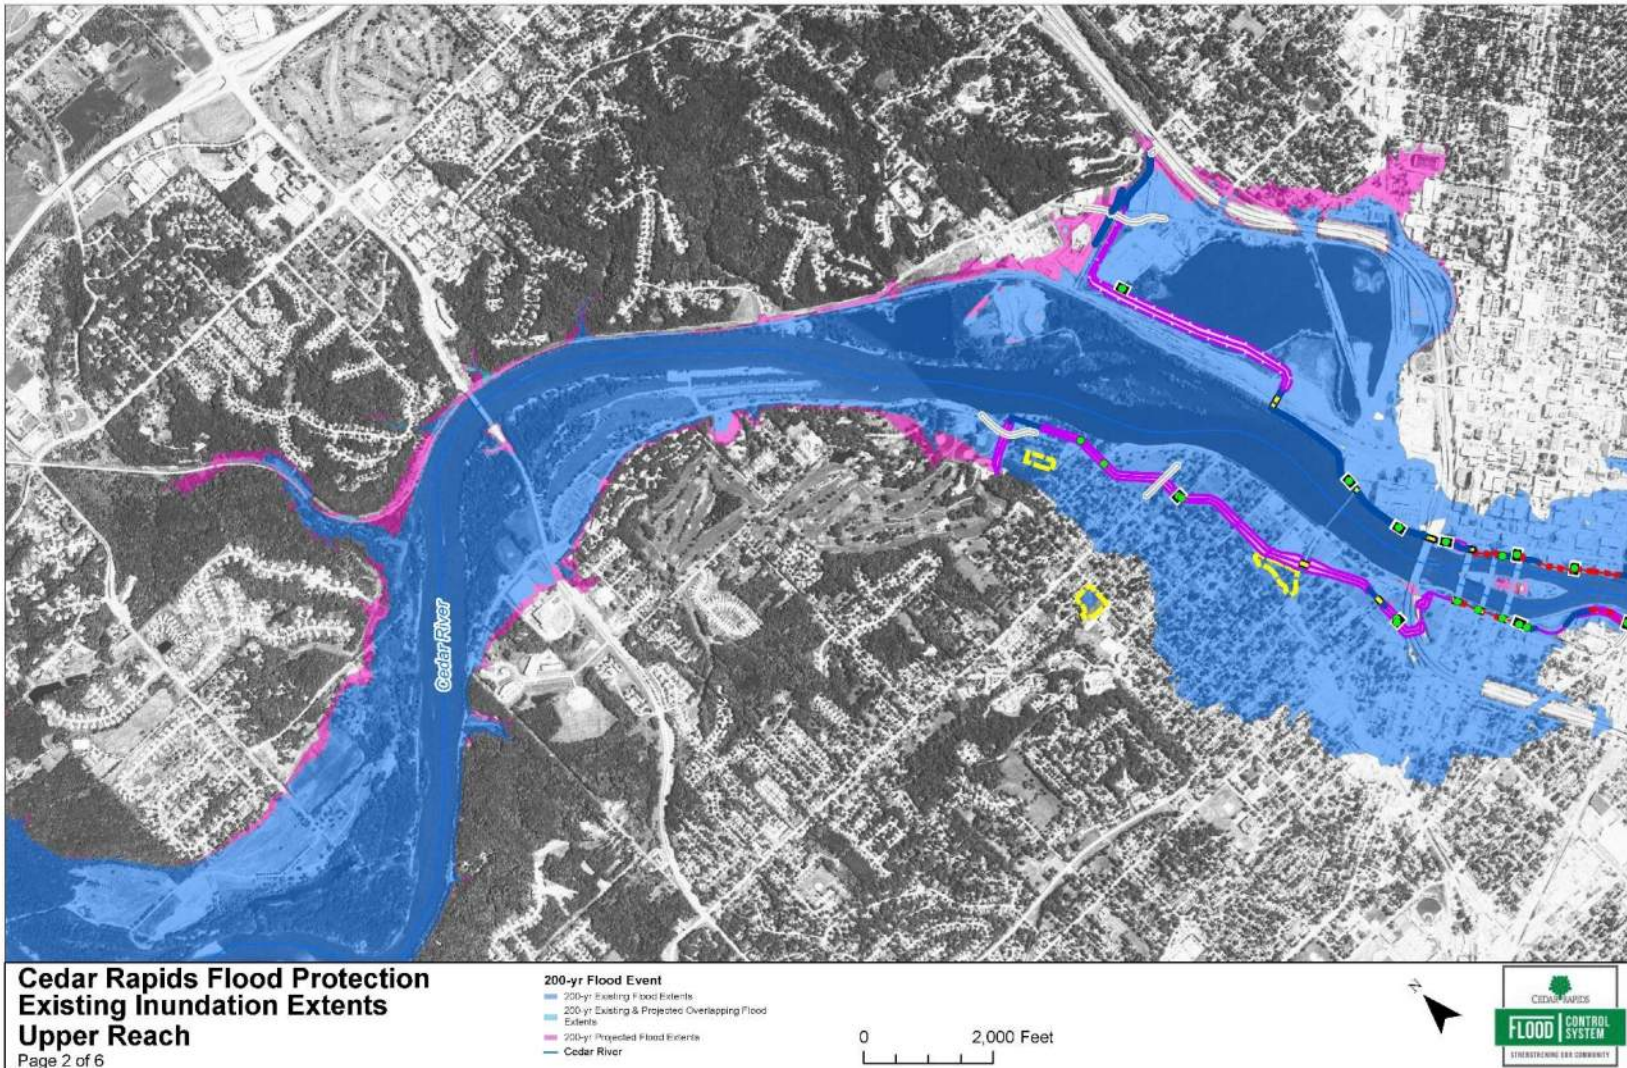 Cedar River
Cedar Rapids Flood Protection
Existing Inundation Extents
Upper Reach
Page 2 of 6
200-yr Flood Event
200-yr Existing Flood Extents
200-yr Existing & Projected Overlapping Flood
Extents
200-yr Projected Flood Extents
Cedar River
0 2,000 Feet
N
CEDAR RAPIDS
FLOOD CONTROL
SYSTEM
STRENGTHENING OUR COMMUNITY